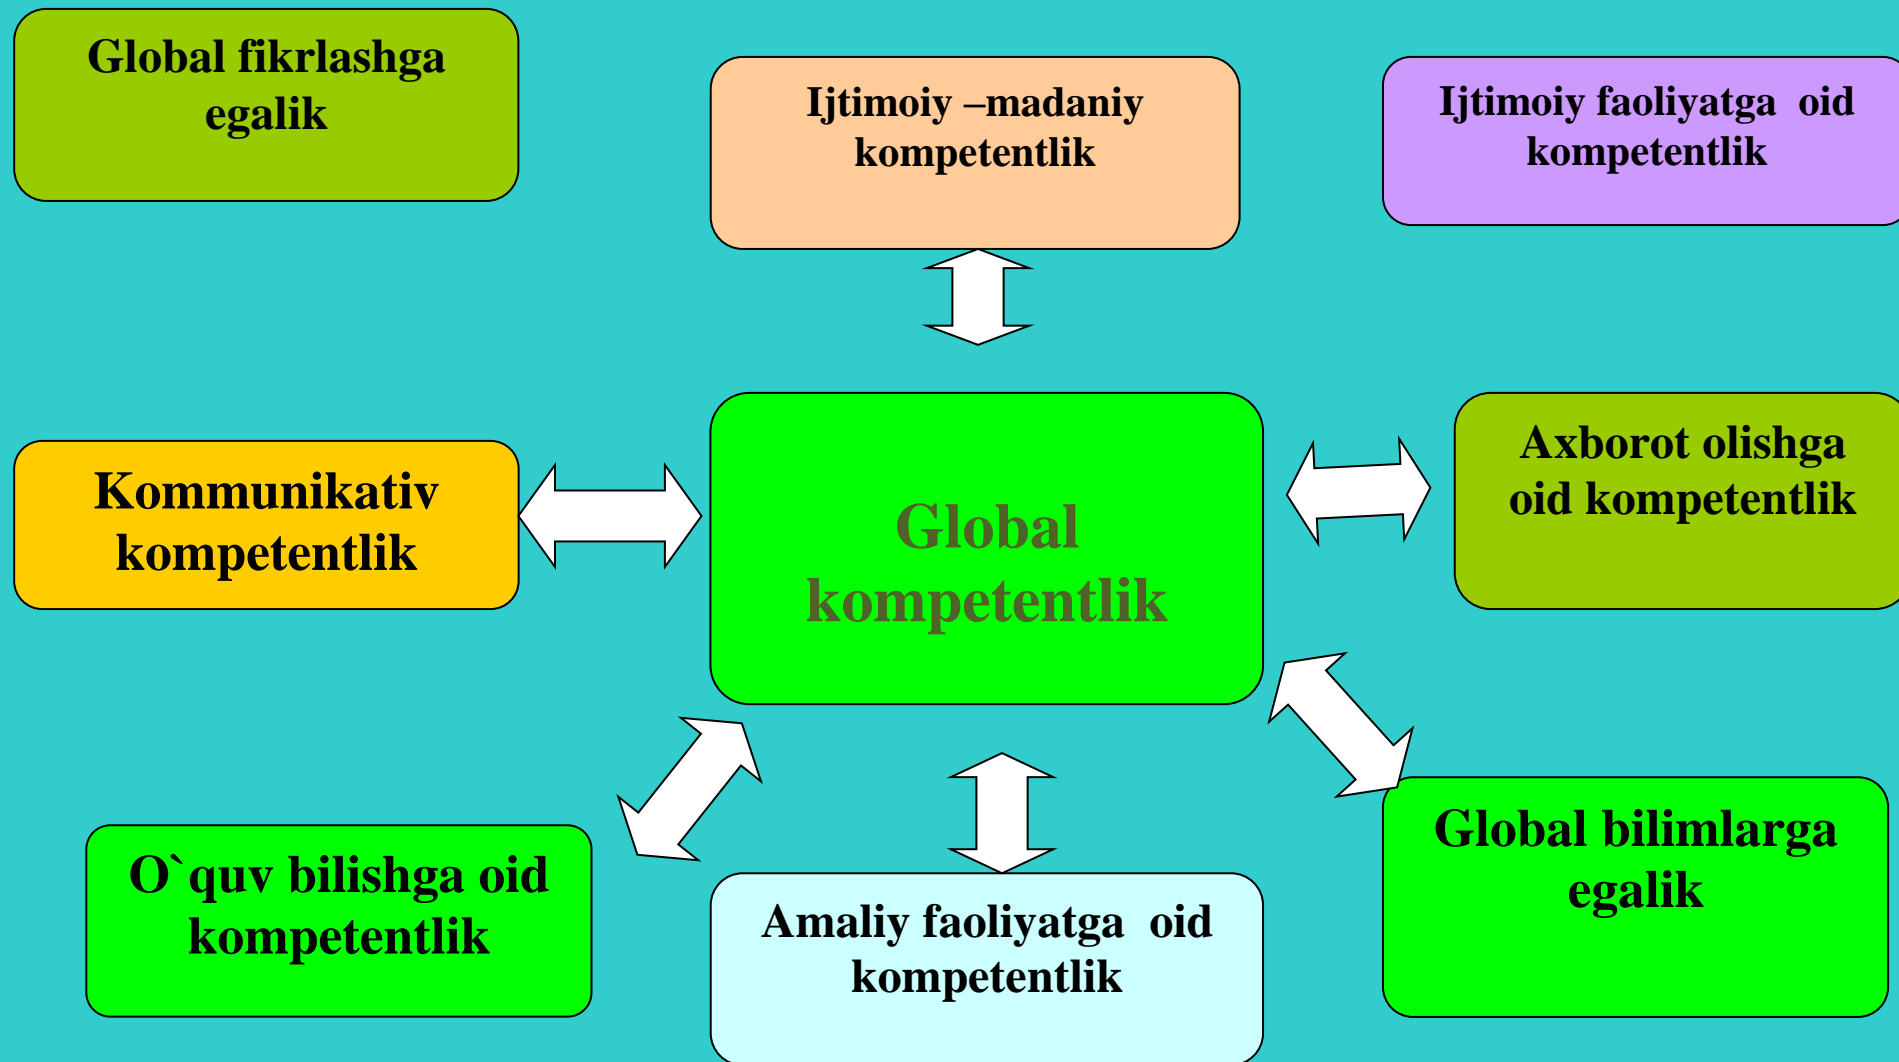 Global fikrlashga
egalik
Ijtimoiy –madaniy
kompetentlik
Ijtimoiy faoliyatga  oid
kompetentlik
Kommunikativ
kompetentlik
Global
kompetentlik
Axborot olishga
oid kompetentlik
O`quv bilishga oid
kompetentlik
Amaliy faoliyatga  oid
kompetentlik
Global bilimlarga
egalik